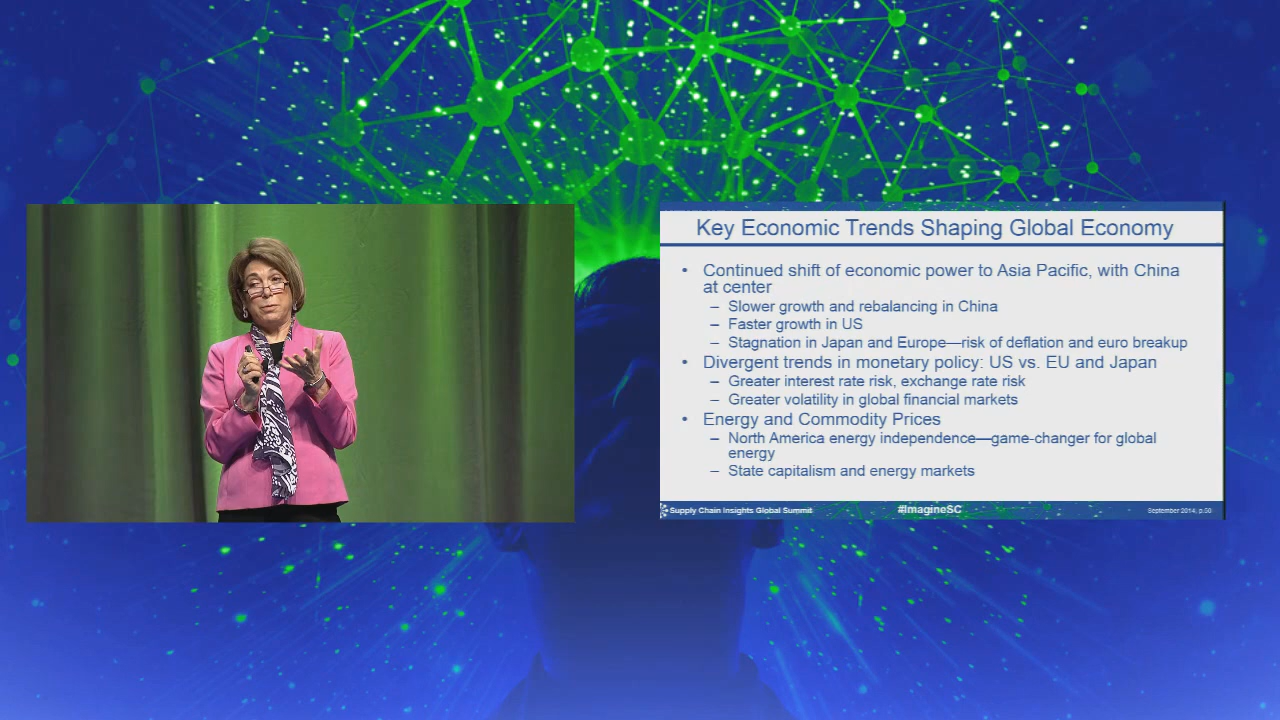 Key Economic Trends Shaping Global Economy
• Continued shift of economic power to Asia Pacific, with China
at center
– Slower growth and rebalancing in China
– Faster growth in US
– Stagnation in Japan and Europe—risk of deflation and euro breakup
• Divergent trends in monetary policy: US vs. EU and Japan
– Greater interest rate risk, exchange rate risk
– Greater volatility in global financial markets
• Energy and Commodity Prices
– North America energy independence—game-changer for global
energy
– State capitalism and energy markets
Supply Chain Insights Global Summit
#ImagineSC
September 2014, p.50